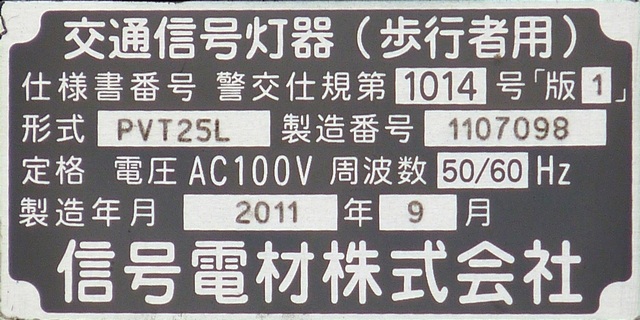 交通信号灯器（歩行者用）
仕様書番号 警交仕規第 1014 号「版 1」
形式 PVT25L 製造番号 1107098
定格 電圧 AC100V 周波数 50/60 Hz
製造年月 2011 年 9 月
信号電材株式会社